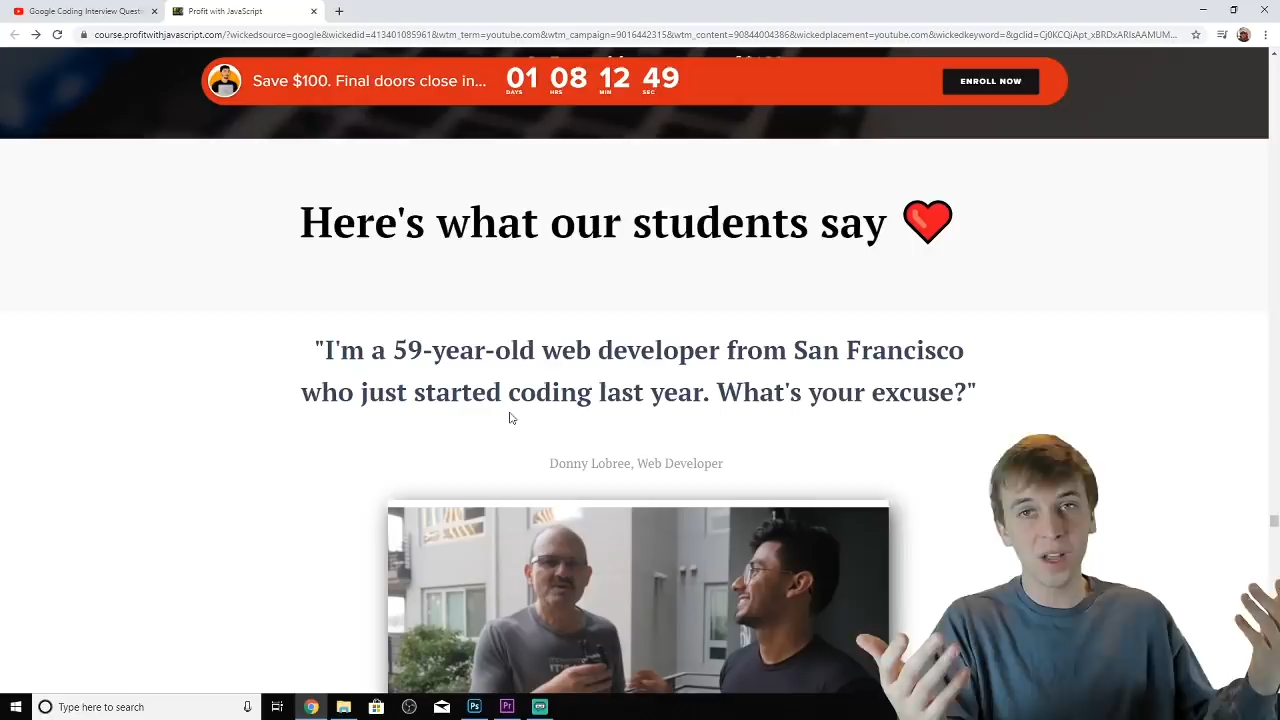 Google Coding Interview Quest
Profit with JavaScript
course.profitwithjavascript.com/?wickedsource=google&wickedid=413401085961&wtm_term=youtube.com&wtm_campaign=9016442315&wtm_content=90844004386&wickedplacement=youtube.com&wickedkeyword=&gclid=Cj0KCQiApt_xBRDxARIsAAMUM...
Save $100. Final doors close in...
01 08 12 49
DAYS HRS MIN SEC
ENROLL NOW
Here's what our students say
"I'm a 59-year-old web developer from San Francisco
who just started coding last year. What's your excuse?"
Donny Lobree, Web Developer
Type here to search
Ps
Pr